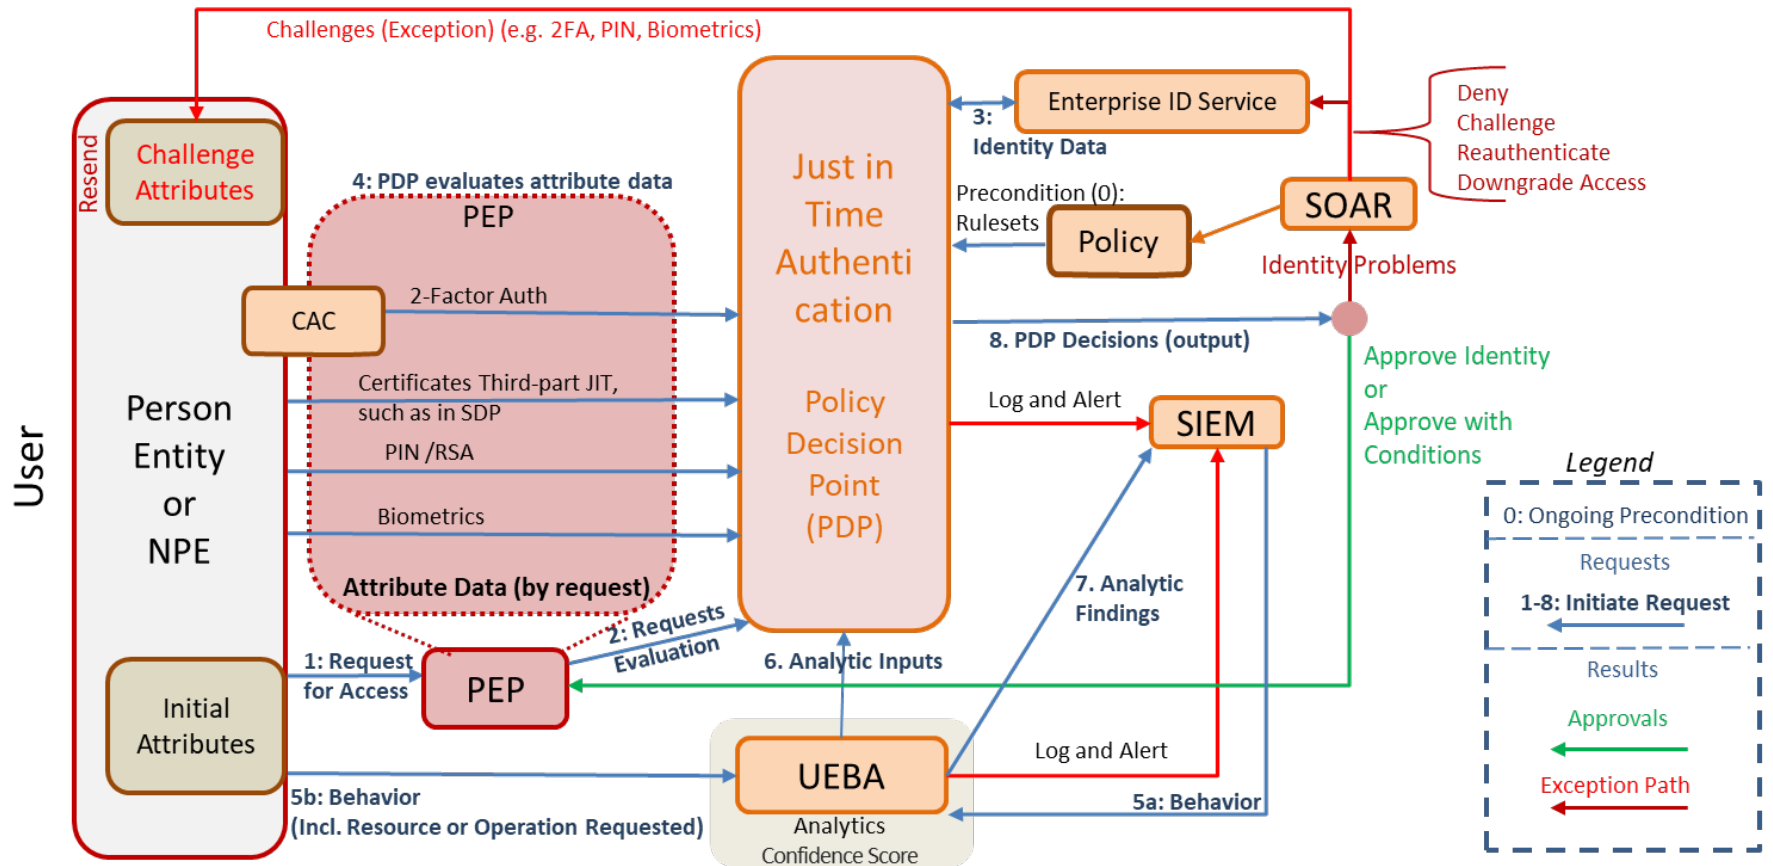 Challenges (Exception) (e.g. 2FA, PIN, Biometrics)
User
Resend
Challenge
Attributes
Person
Entity
or
NPE
Initial
Attributes
CAC
4: PDP evaluates attribute data
PEP
2-Factor Auth
Certificates Third-part JIT,
such as in SDP
PIN /RSA
Biometrics
Attribute Data (by request)
1: Request
for Access
PEP
2: Requests
Evaluation
Just in
Time
Authenti
cation
Policy
Decision
Point
(PDP)
Enterprise ID Service
3:
Identity Data
Precondition (0):
Rulesets
Policy
SOAR
Deny
Challenge
Reauthenticate
Downgrade Access
Identity Problems
8. PDP Decisions (output)
Approve Identity
or
Approve with
Conditions
Log and Alert
SIEM
7. Analytic
Findings
6. Analytic Inputs
UEBA
Analytics
Confidence Score
Log and Alert
5a: Behavior
5b: Behavior
(Incl. Resource or Operation Requested)
Legend
0: Ongoing Precondition
Requests
1-8: Initiate Request
Results
Approvals
Exception Path